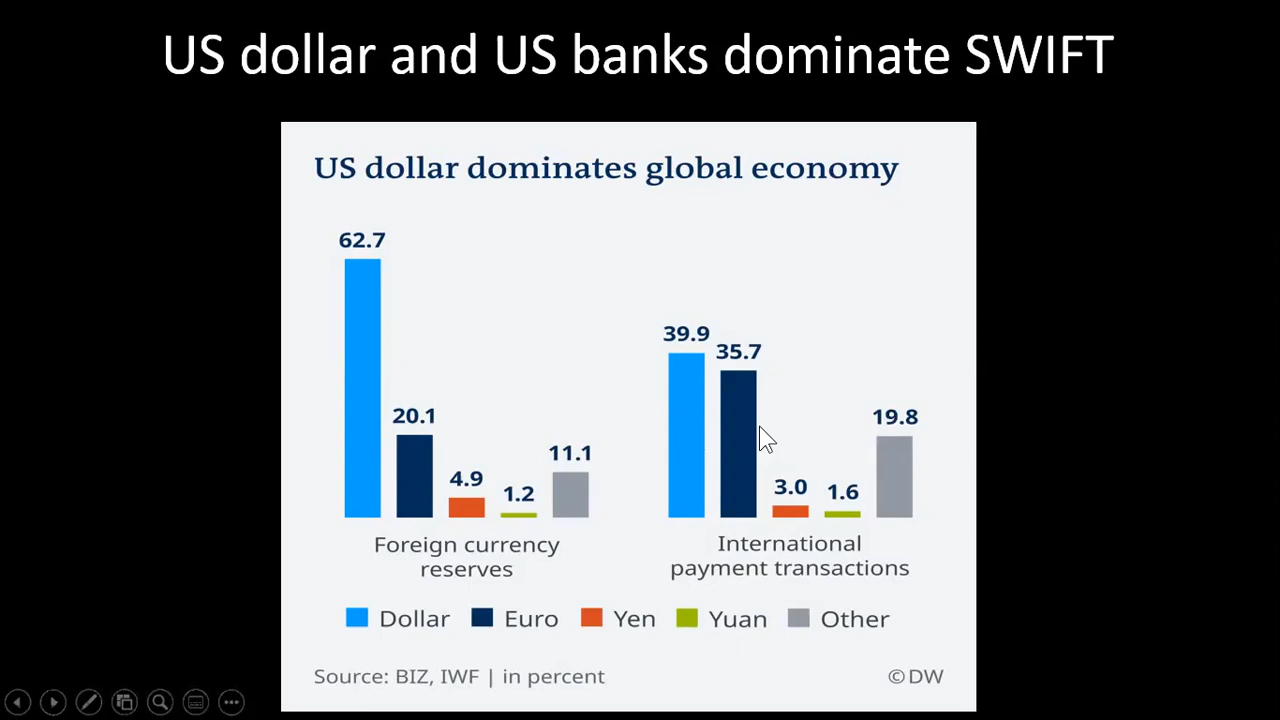 US dollar and US banks dominate SWIFT
US dollar dominates global economy
62.7
20.1
4.9
1.2
11.1
39.9
35.7
3.0
1.6
19.8
Foreign currency
reserves
International
payment transactions
Dollar
Euro
Yen
Yuan
Other
Source: BIZ, IWF | in percent
©DW